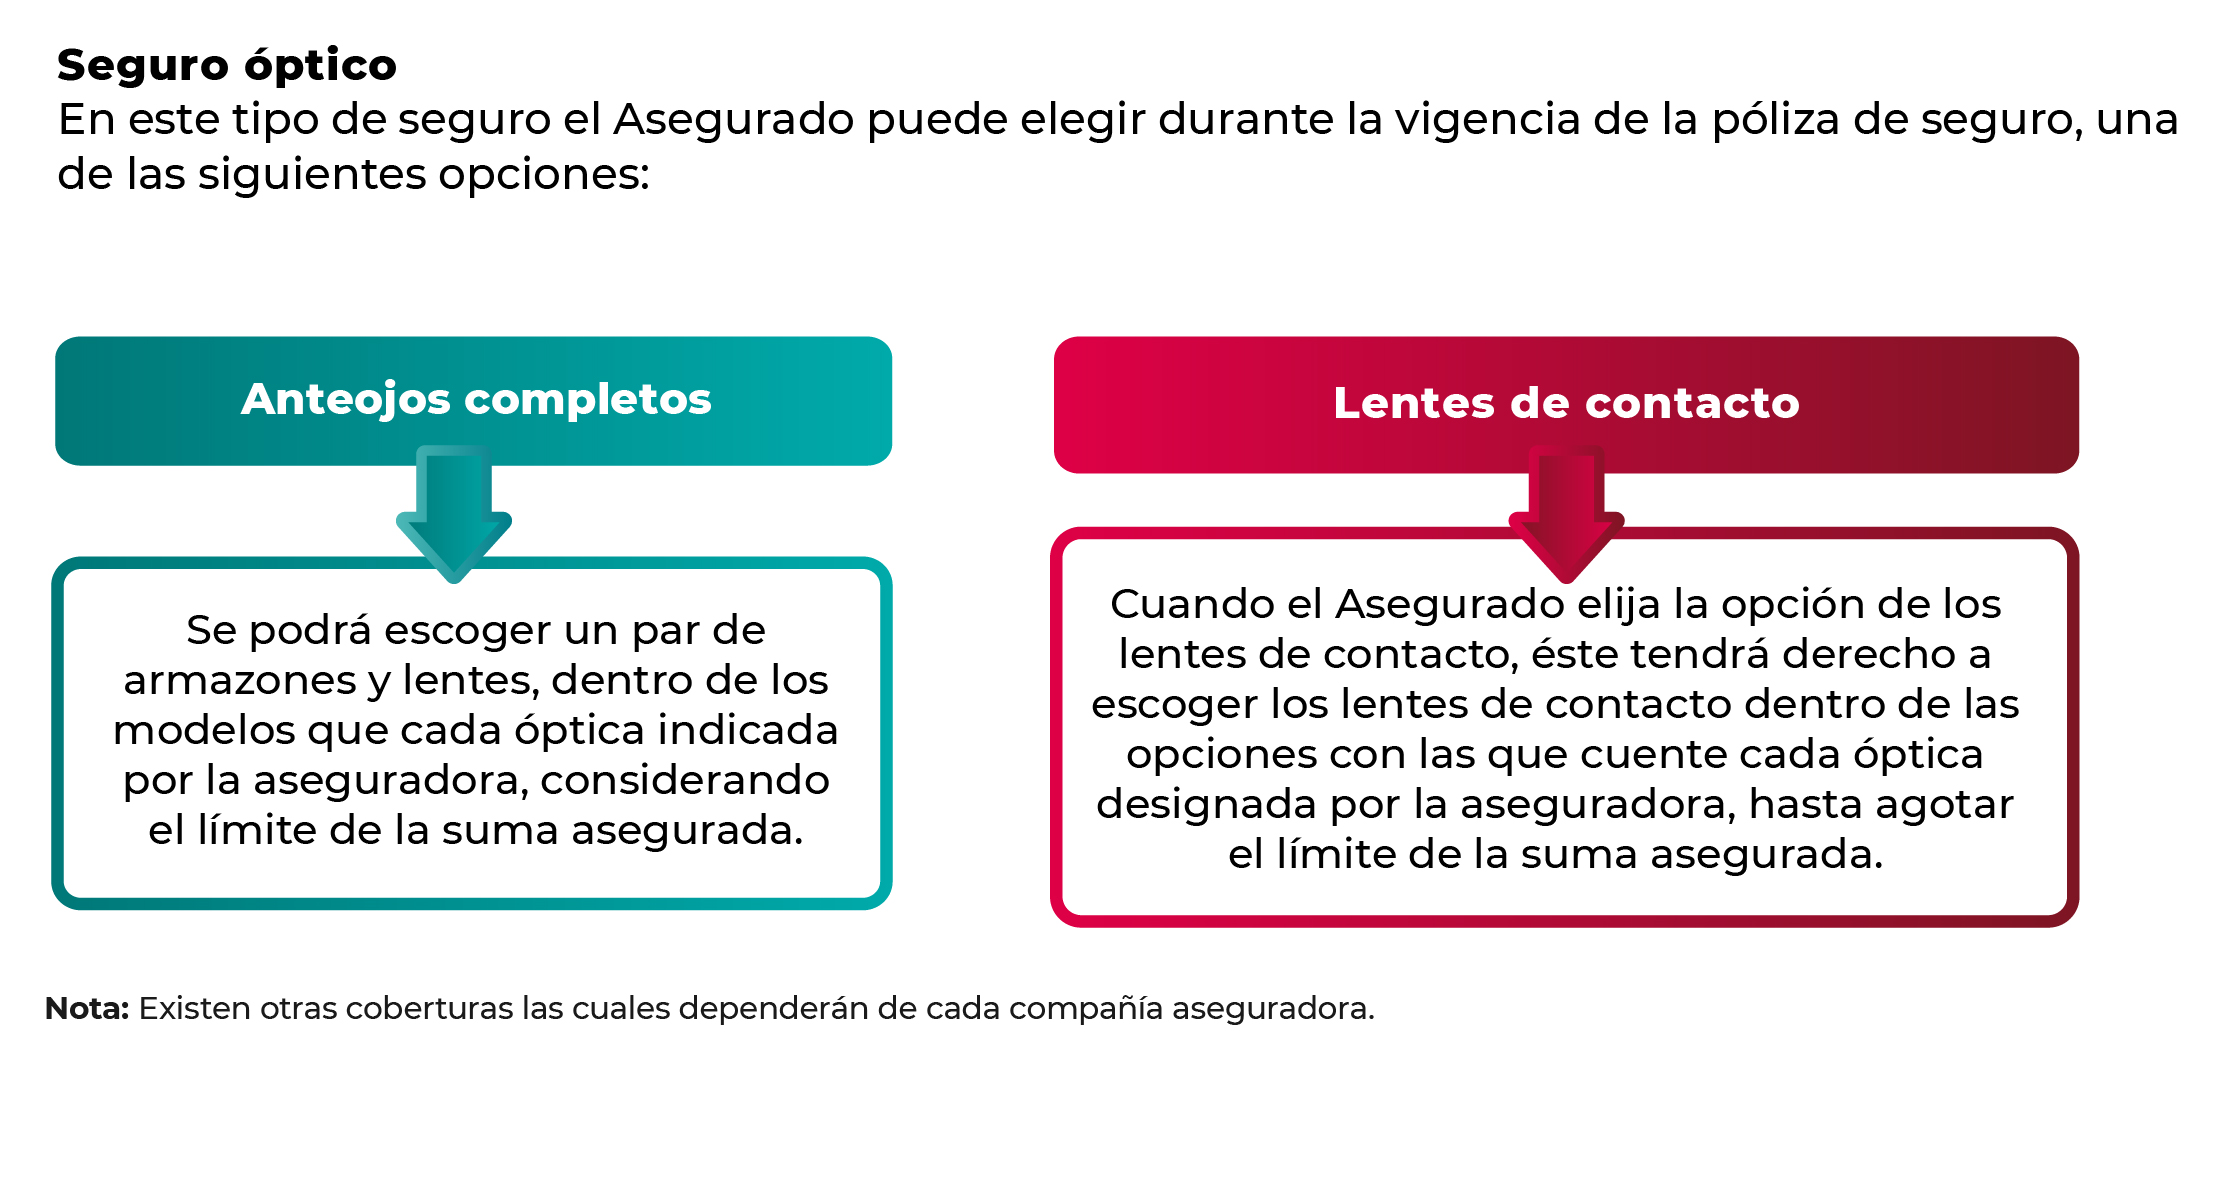 Seguro óptico
En este tipo de seguro el Asegurado puede elegir durante la vigencia de la póliza de seguro, una
de las siguientes opciones:
Anteojos completos
Se podrá escoger un par de
armazones y lentes, dentro de los
modelos que cada óptica indicada
por la aseguradora, considerando
el límite de la suma asegurada.
Lentes de contacto
Cuando el Asegurado elija la opción de los
lentes de contacto, éste tendrá derecho a
escoger los lentes de contacto dentro de las
opciones con las que cuente cada óptica
designada por la aseguradora, hasta agotar
el límite de la suma asegurada.
Nota: Existen otras coberturas las cuales dependerán de cada compañía aseguradora.